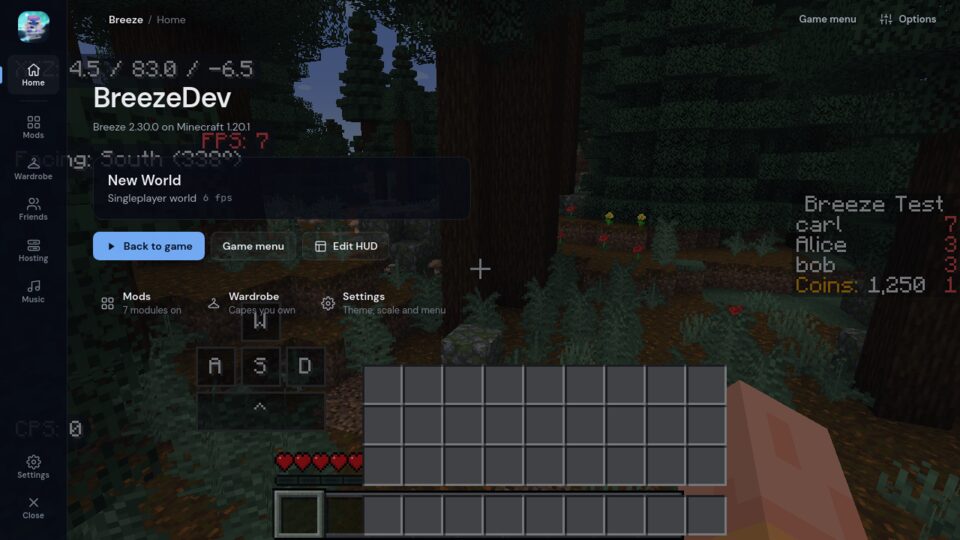 Breeze / Home
Game menu
Options
XYZ: 4.5 / 83.0 / -6.5
Home
BreezeDev
Breeze 2.30.0 on Minecraft 1.20.1
FPS: 7
Mods
Facing: South (338°)
Wardrobe
New World
Singleplayer world 6 fps
Friends
Breeze Test
carl 7
Alice 3
bob 3
Coins: 1,250 1
Hosting
Back to game
Game menu
Edit HUD
Music
Mods
7 modules on
Wardrobe
Capes you own
Settings
Theme, scale and menu
W
A S D
^
CPS: 0
Settings
Close